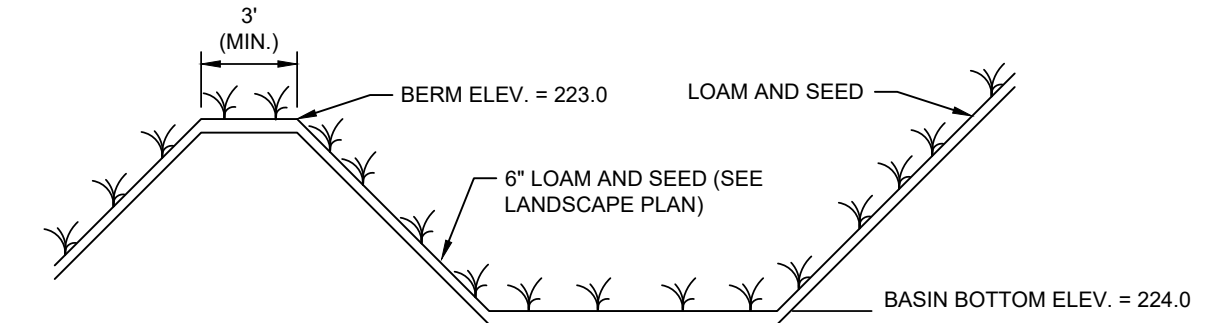 3'
(MIN.)
BERM ELEV. = 223.0
LOAM AND SEED
6" LOAM AND SEED (SEE
LANDSCAPE PLAN)
BASIN BOTTOM ELEV. = 224.0